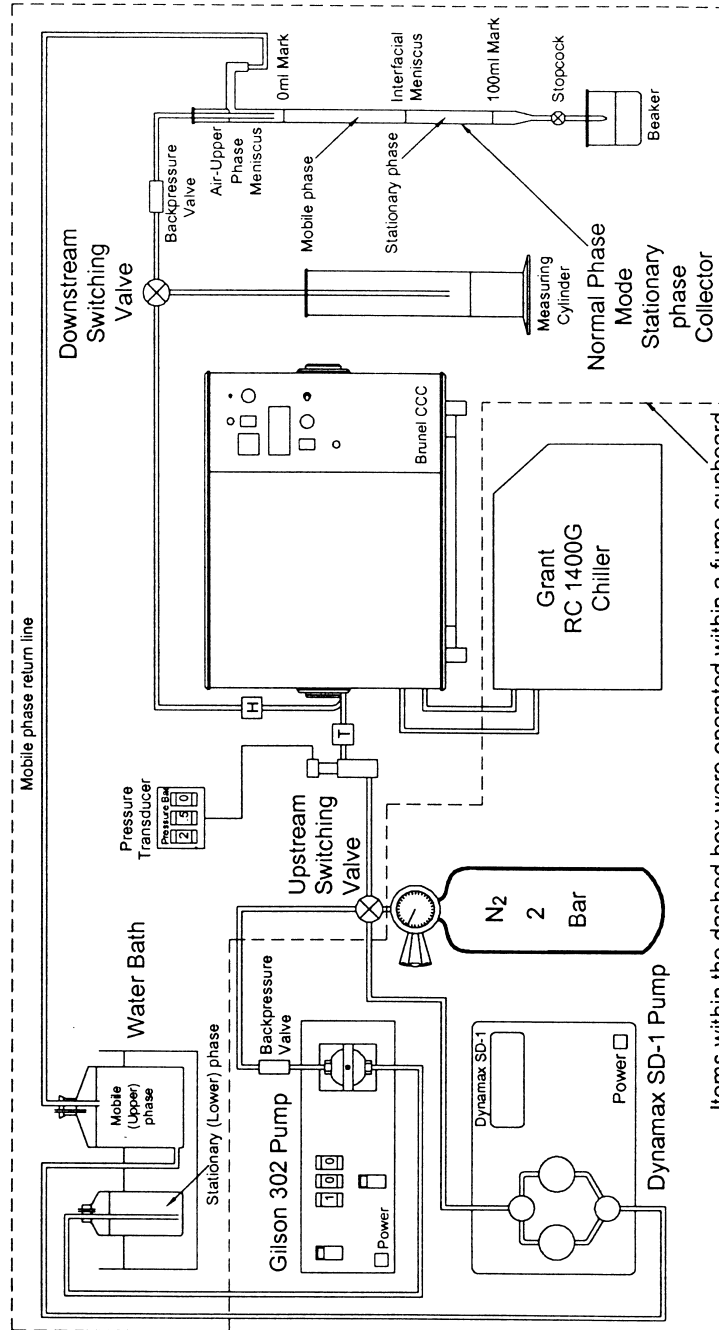 Mobile phase return line
Water Bath
Mobile
(Upper)
phase
Stationary (Lower) phase
Pressure
Transducer
Pressure Bar
2 .5 0
Upstream
Switching
Valve
H
T
Downstream
Switching
Valve
Backpressure
Valve
Air-Upper
Phase
Meniscus
0ml Mark
Mobile phase
Interfacial
Meniscus
Stationary phase
100ml Mark
Stopcock
Beaker
Measuring
Cylinder
Normal Phase
Mode
Stationary
phase
Collector
Brunel CCC
Grant
RC 1400G
Chiller
Gilson 302 Pump
Backpressure
Valve
1 0 0
Power
N2
2
Bar
Dynamax SD-1
Power
Dynamax SD-1 Pump
Items within the dashed box were operated within a fume cupboard